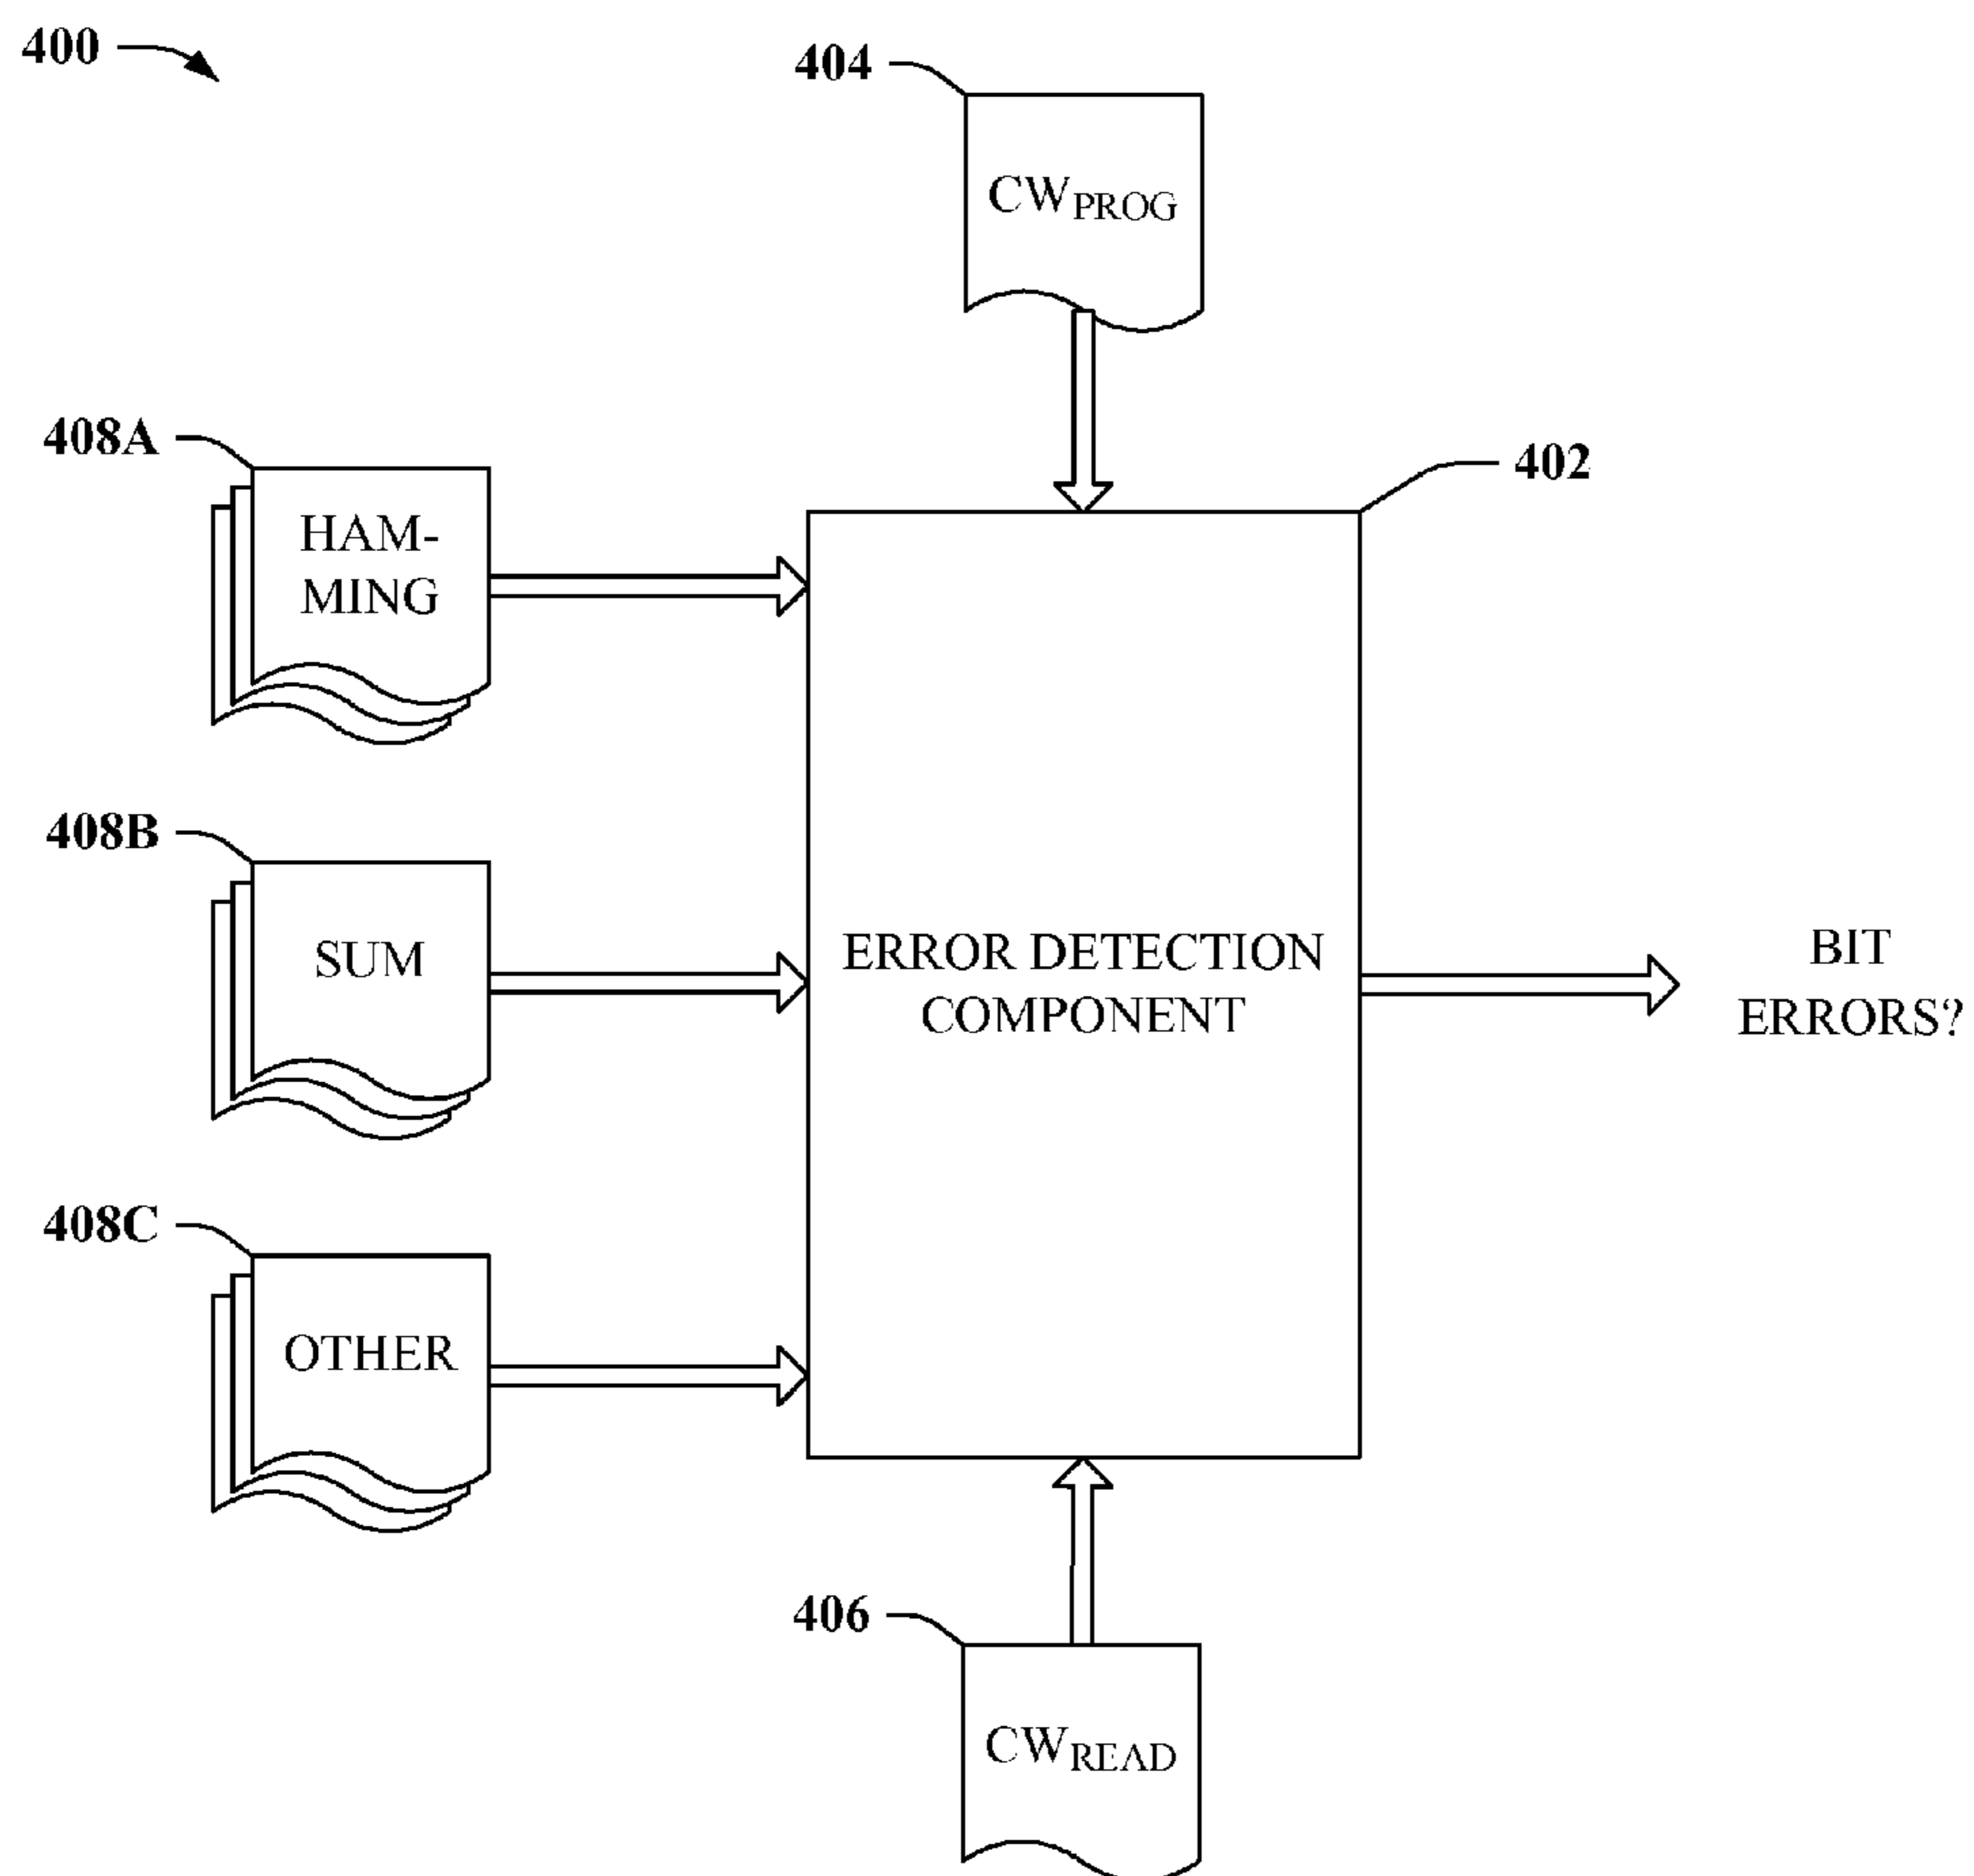 400
404
CWPROG
408A
402
HAM-
MING
408B
SUM
ERROR DETECTION
COMPONENT
BIT
ERRORS?
408C
OTHER
406
CWREAD